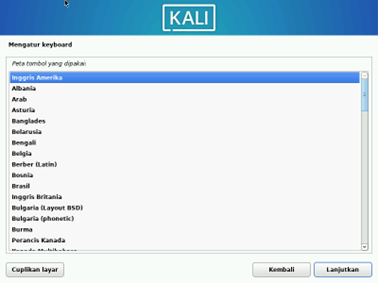 KALI
Mengatur keyboard
Peta tombol yang dipakai:
Inggris Amerika
Albania
Arab
Asturia
Banglades
Belarusia
Bengali
Belgia
Berber (Latin)
Bosnia
Brasil
Inggris Britania
Bulgaria (Layout BSD)
Bulgaria (phonetic)
Burma
Perancis Kanada
Cuplikan layar
Kembali
Lanjutkan